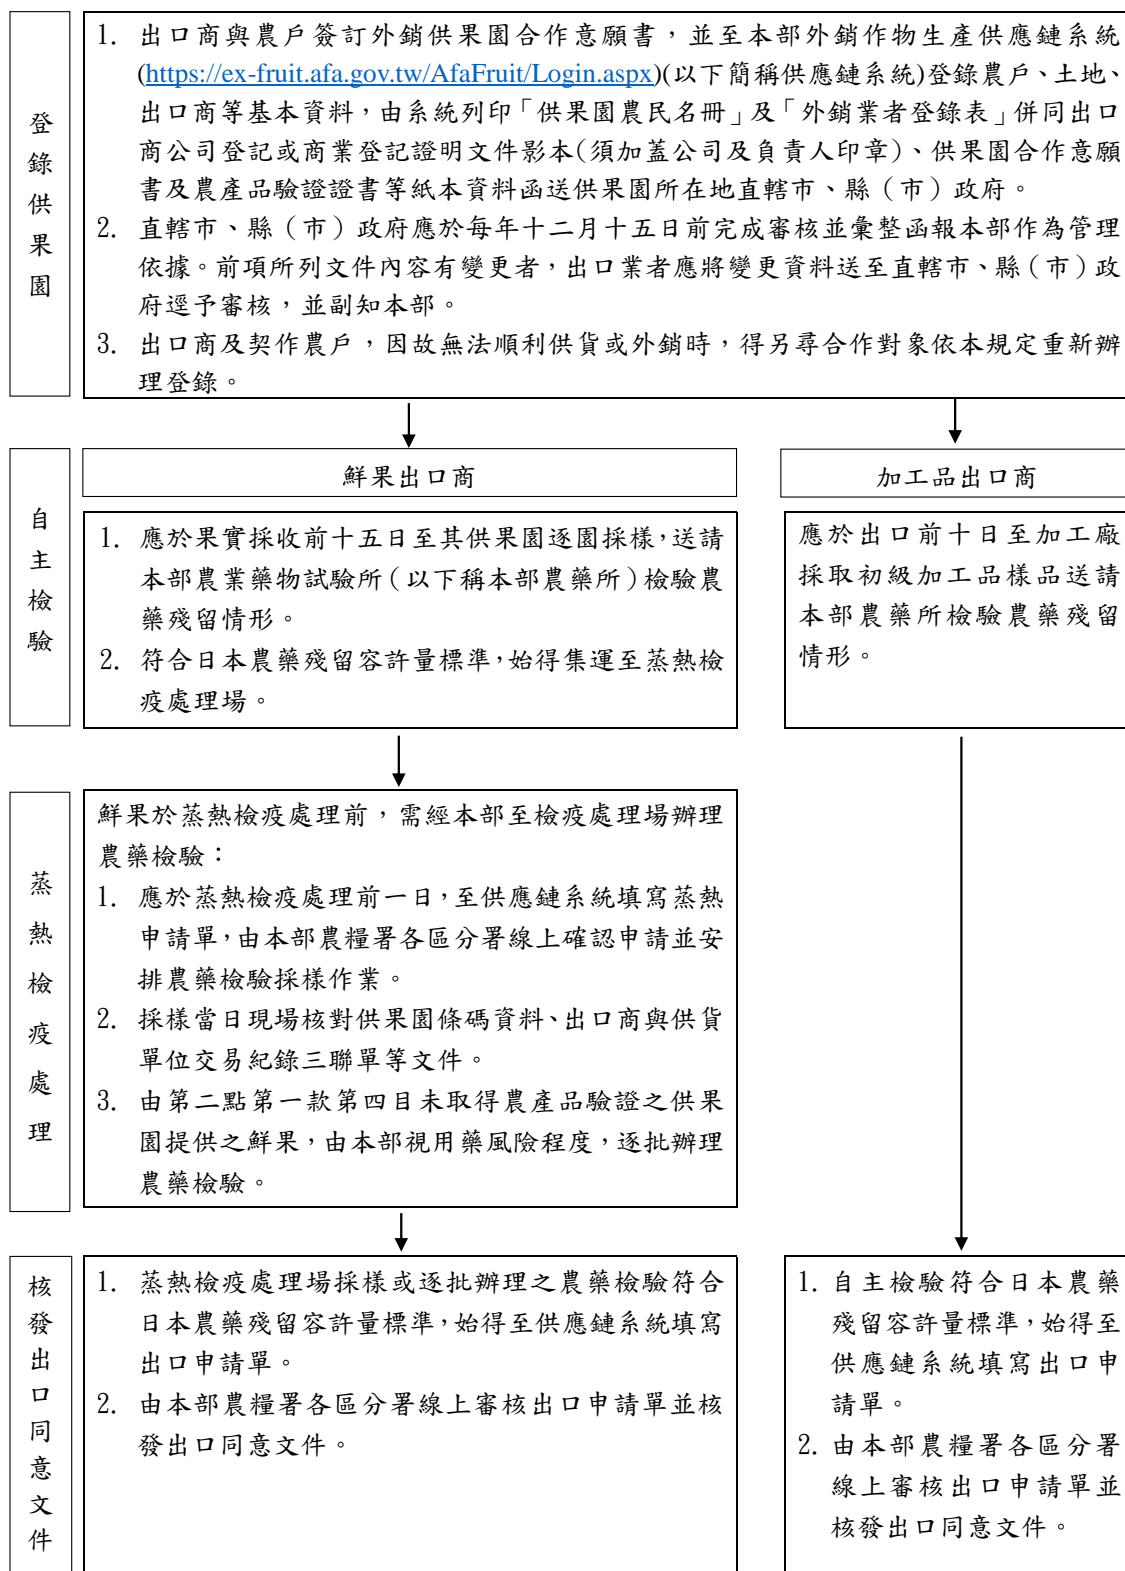 登
錄
供
果
園
1. 出口商與農戶簽訂外銷供果園合作意願書，並至本部外銷作物生產供應鏈系統
(https://ex-fruit.afa.gov.tw/AfaFruit/Login.aspx)(以下簡稱供應鏈系統)登錄農戶、土地、
出口商等基本資料，由系統列印「供果園農民名冊」及「外銷業者登錄表」併同出口
商公司登記或商業登記證明文件影本(須加蓋公司及負責人印章)、供果園合作意願
書及農產品驗證證書等紙本資料函送供果園所在地直轄市、縣（市）政府。
2. 直轄市、縣（市）政府應於每年十二月十五日前完成審核並彙整函報本部作為管理
依據。前項所列文件內容有變更者，出口業者應將變更資料送至直轄市、縣（市）政
府逕予審核，並副知本部。
3. 出口商及契作農戶，因故無法順利供貨或外銷時，得另尋合作對象依本規定重新辦
理登錄。
自
主
檢
驗
鮮果出口商
1. 應於果實採收前十五日至其供果園逐園採樣，送請
本部農業藥物試驗所（以下稱本部農藥所）檢驗農
藥殘留情形。
2. 符合日本農藥殘留容許量標準，始得集運至蒸熱檢
疫處理場。
加工品出口商
應於出口前十日至加工廠
採取初級加工品樣品送請
本部農藥所檢驗農藥殘留
情形。
蒸
熱
檢
疫
處
理
鮮果於蒸熱檢疫處理前，需經本部至檢疫處理場辦理
農藥檢驗：
1. 應於蒸熱檢疫處理前一日，至供應鏈系統填寫蒸熱
申請單，由本部農糧署各區分署線上確認申請並安
排農藥檢驗採樣作業。
2. 採樣當日現場核對供果園條碼資料、出口商與供貨
單位交易紀錄三聯單等文件。
3. 由第二點第一款第四目未取得農產品驗證之供果
園提供之鮮果，由本部視用藥風險程度，逐批辦理
農藥檢驗。
核
發
出
口
同
意
文
件
1. 蒸熱檢疫處理場採樣或逐批辦理之農藥檢驗符合
日本農藥殘留容許量標準，始得至供應鏈系統填寫
出口申請單。
2. 由本部農糧署各區分署線上審核出口申請單並核
發出口同意文件。
1. 自主檢驗符合日本農藥
殘留容許量標準，始得至
供應鏈系統填寫出口申
請單。
2. 由本部農糧署各區分署
線上審核出口申請單並
核發出口同意文件。